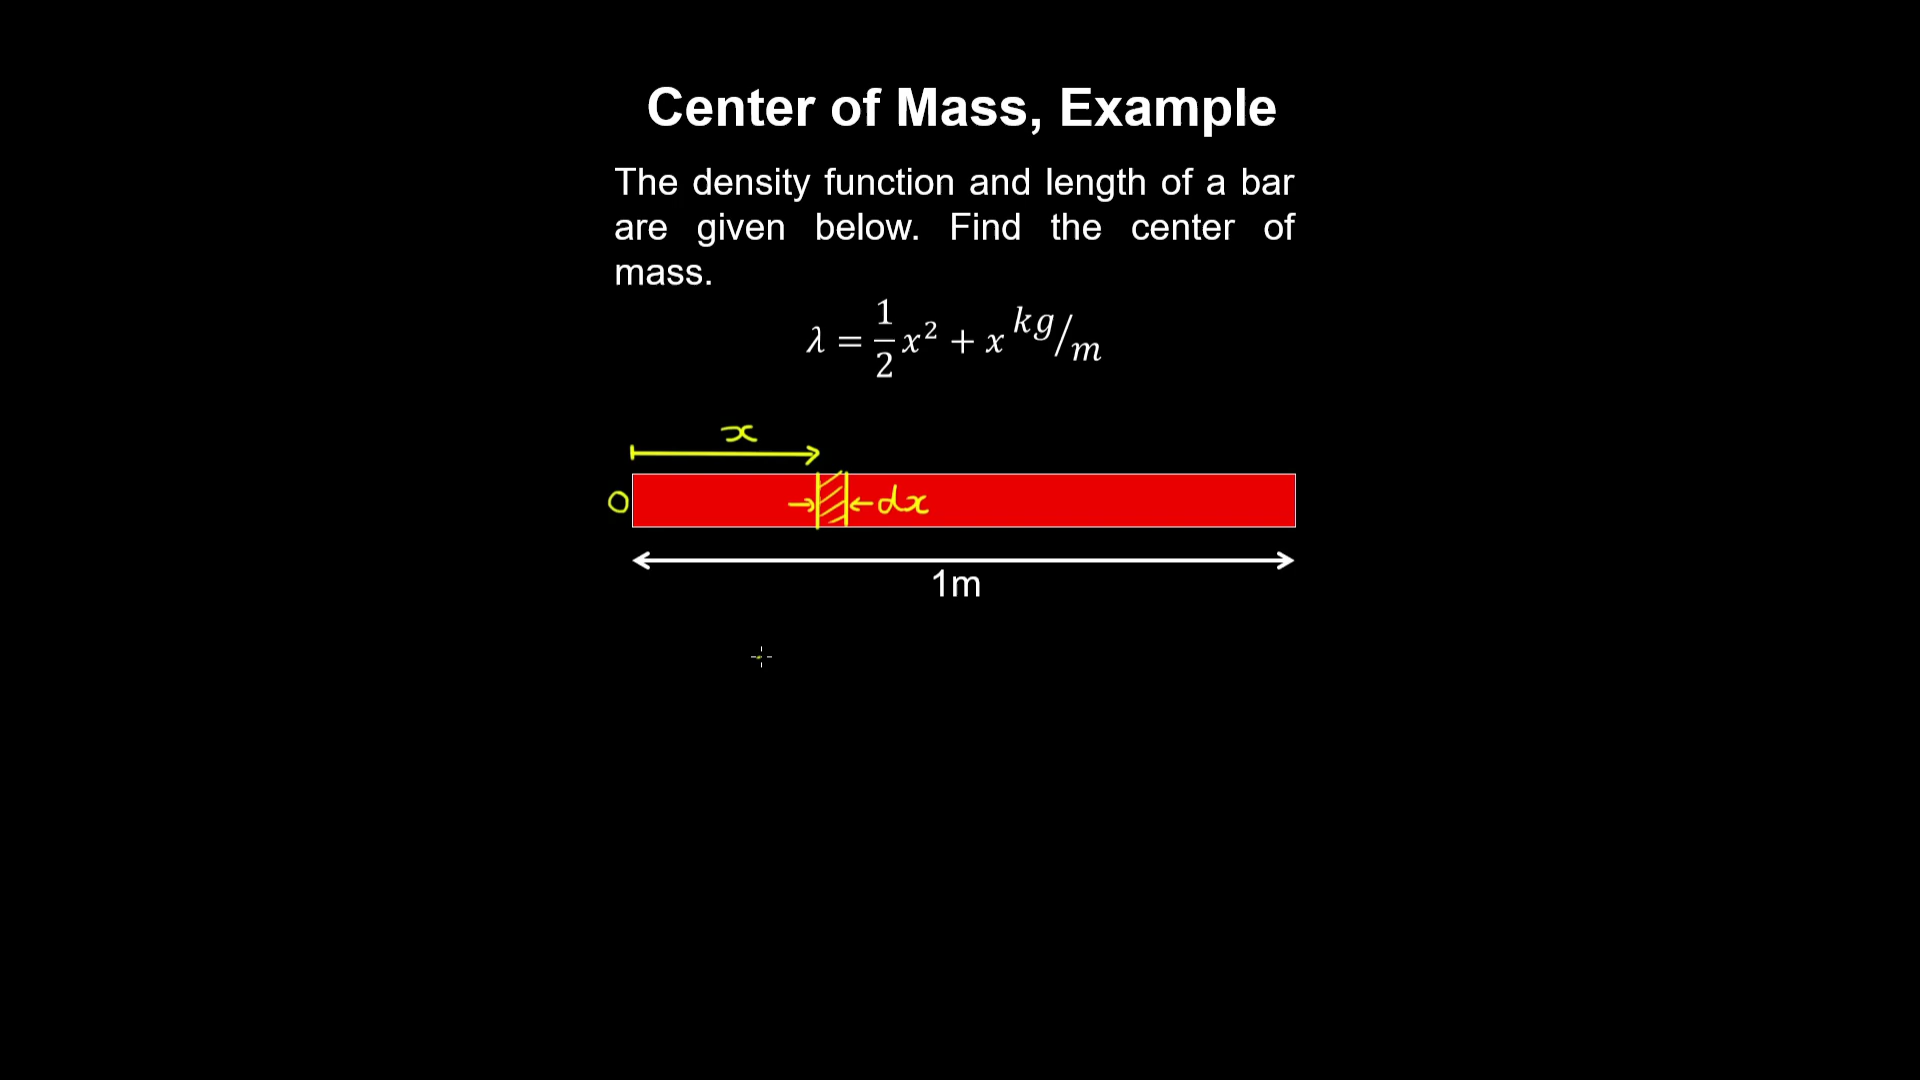 Center of Mass, Example
The density function and length of a bar
are given below. Find the center of
mass.
λ = 1/2 x² + x kg/m
x
0 dx
1m